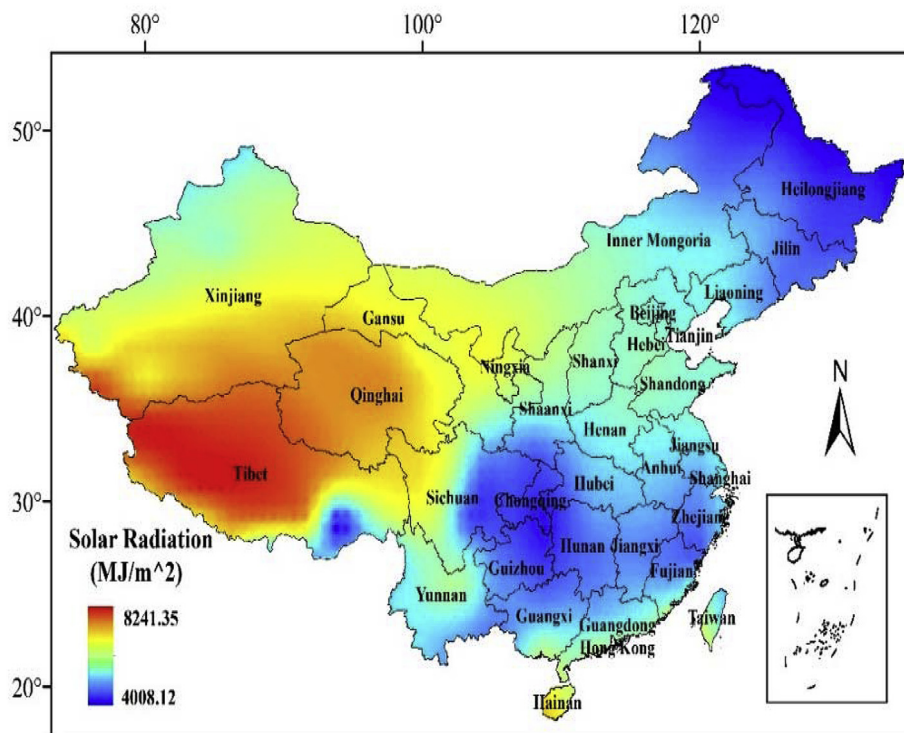 80° 100° 120°
50°
Heilongjiang
Inner Mongoria
Jilin
Xinjiang
Liaoning
40°
Gansu
Beijing
Tianjin
Hebei
Ningxia
Shanxi
N
Qinghai
Shandong
Shaanxi
Henan
Jiangsu
Tibet
Anhui
Shanghai
30°
Sichuan
Chongqing
Hubei
Zhejiang
Solar Radiation
(MJ/m^2)
Hunan
Jiangxi
Guizhou
Fujian
Yunnan
8241.35
Guangxi
Guangdong
Taiwan
Hong Kong
4008.12
20°
Hainan